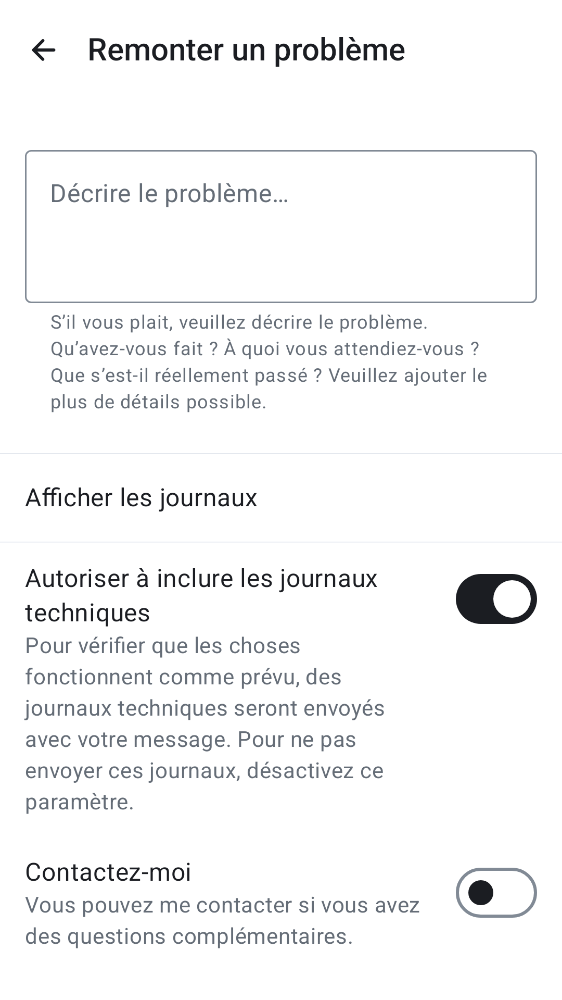 Remonter un problème
Décrire le problème…
S’il vous plait, veuillez décrire le problème.
Qu’avez-vous fait ? À quoi vous attendiez-vous ?
Que s’est-il réellement passé ? Veuillez ajouter le
plus de détails possible.
Afficher les journaux
Autoriser à inclure les journaux
techniques
Pour vérifier que les choses
fonctionnent comme prévu, des
journaux techniques seront envoyés
avec votre message. Pour ne pas
envoyer ces journaux, désactivez ce
paramètre.
Contactez-moi
Vous pouvez me contacter si vous avez
des questions complémentaires.